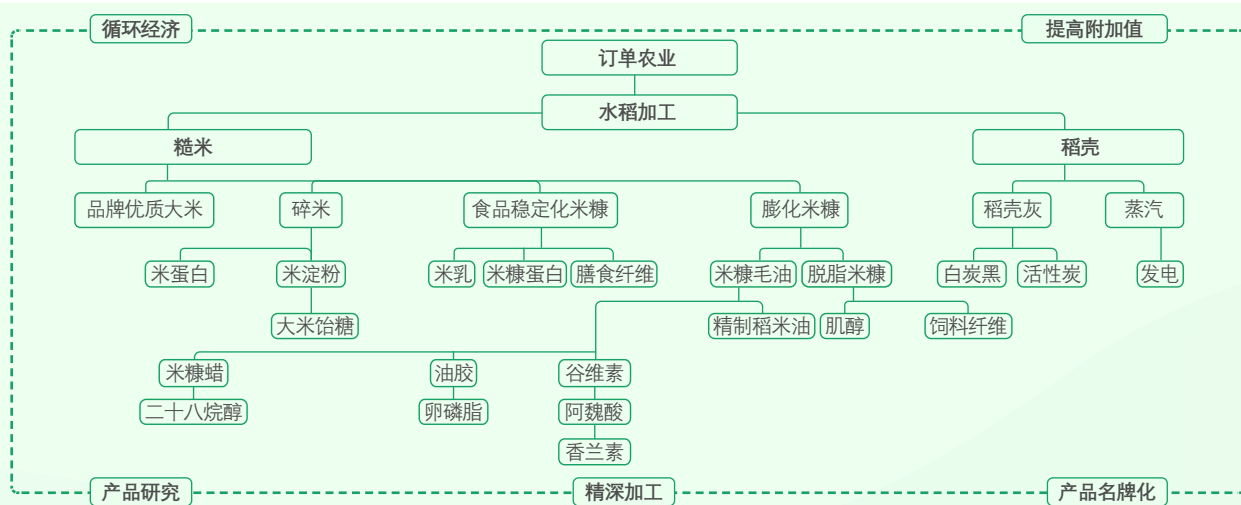 循环经济
提高附加值
订单农业
水稻加工
糙米
稻壳
品牌优质大米
碎米
食品稳定化米糠
膨化米糠
稻壳灰
蒸汽
米蛋白
米淀粉
米乳
米糠蛋白
膳食纤维
米糠毛油
脱脂米糠
白炭黑
活性炭
发电
大米饴糖
精制稻米油
肌醇
饲料纤维
米糠蜡
油胶
谷维素
二十八烷醇
卵磷脂
阿魏酸
香兰素
产品研究
精深加工
产品名牌化